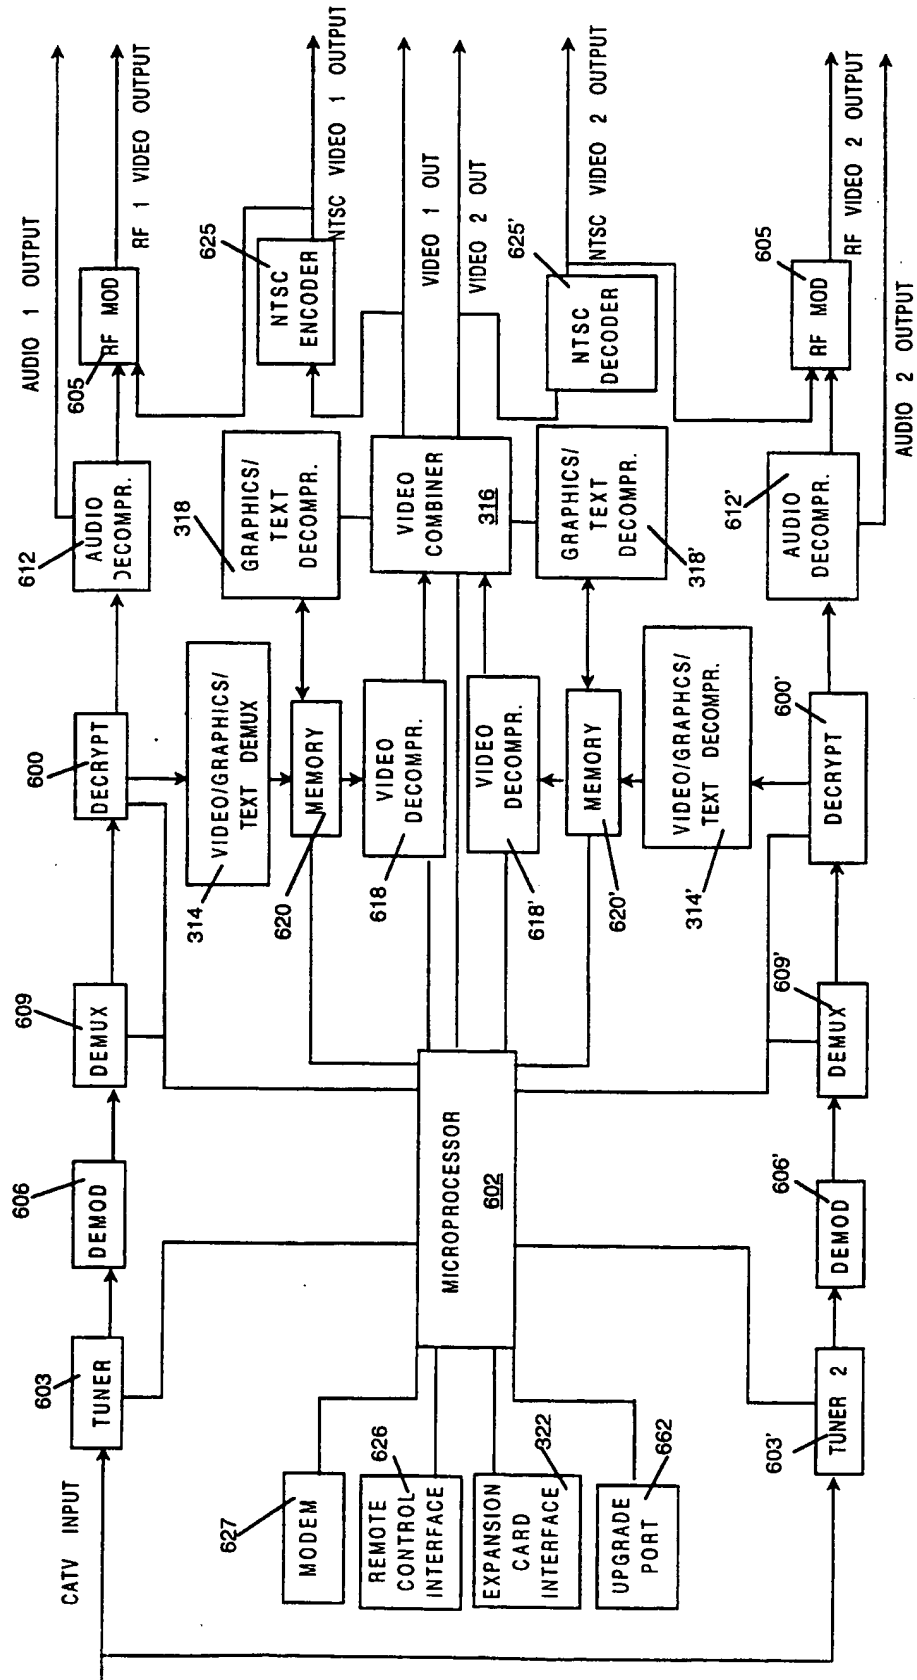 CATV INPUT
603
TUNER
606
DEMOD
609
DEMUX
600
DECRYPT
612
AUDIO
DECOMPR.
AUDIO 1 OUTPUT
605
RF MOD
RF 1 VIDEO OUTPUT
314
VIDEO/GRAPHICS/
TEXT DEMUX
318
GRAPHICS/
TEXT
DECOMPR.
625
NTSC
ENCODER
NTSC VIDEO 1 OUTPUT
627
MODEM
620
MEMORY
626
REMOTE
CONTROL
INTERFACE
618
VIDEO
DECOMPR.
MICROPROCESSOR
602
VIDEO
COMBINER
316
VIDEO 1 OUT
VIDEO 2 OUT
322
EXPANSION
CARD
INTERFACE
618'
VIDEO
DECOMPR.
662
UPGRADE
PORT
620'
MEMORY
318'
GRAPHICS/
TEXT
DECOMPR.
625'
NTSC
DECODER
NTSC VIDEO 2 OUTPUT
314'
VIDEO/GRAPHCS/
TEXT DECOMPR.
603'
TUNER 2
606'
DEMOD
609'
DEMUX
600'
DECRYPT
612'
AUDIO
DECOMPR.
605
RF MOD
RF VIDEO 2 OUTPUT
AUDIO 2 OUTPUT